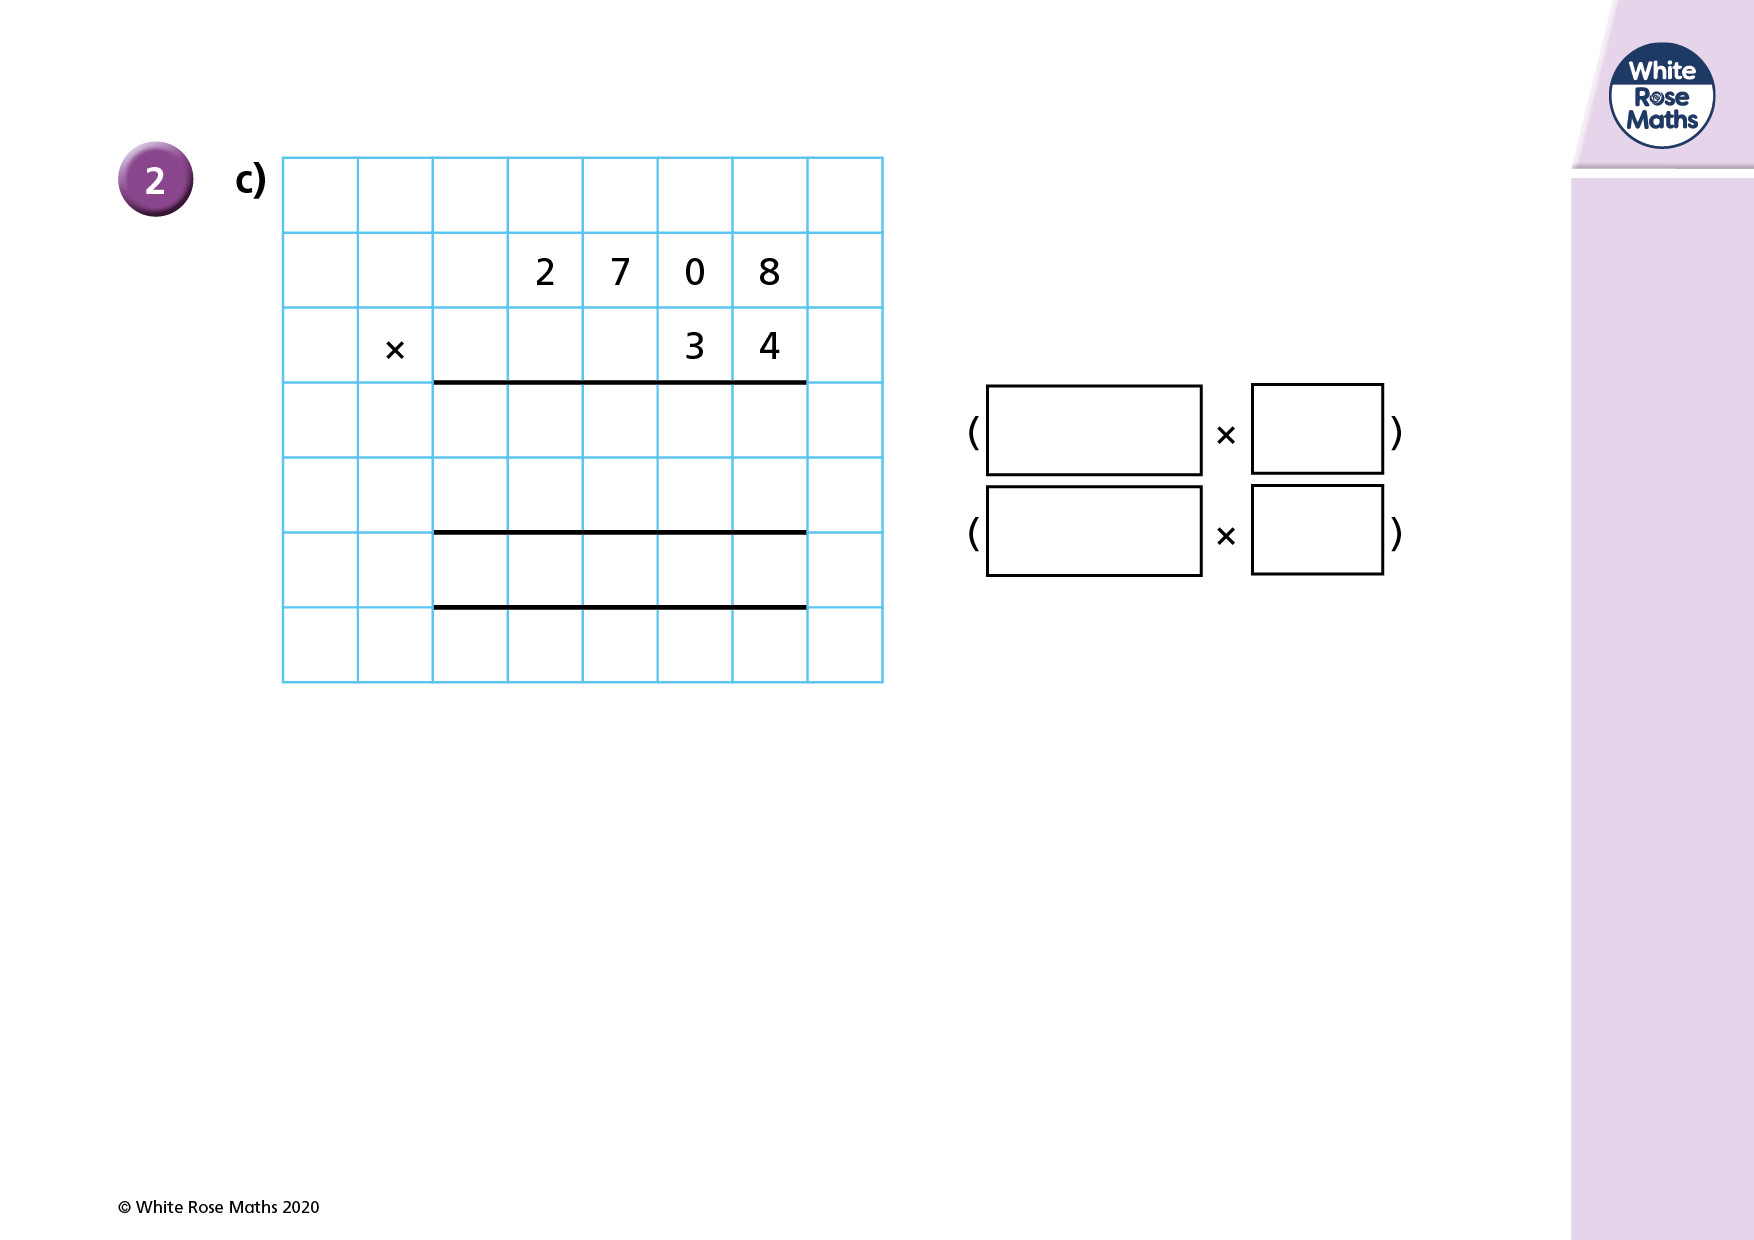 White
Rose
Maths
2 c)
2 7 0 8
× 3 4
( × )
( × )
© White Rose Maths 2020